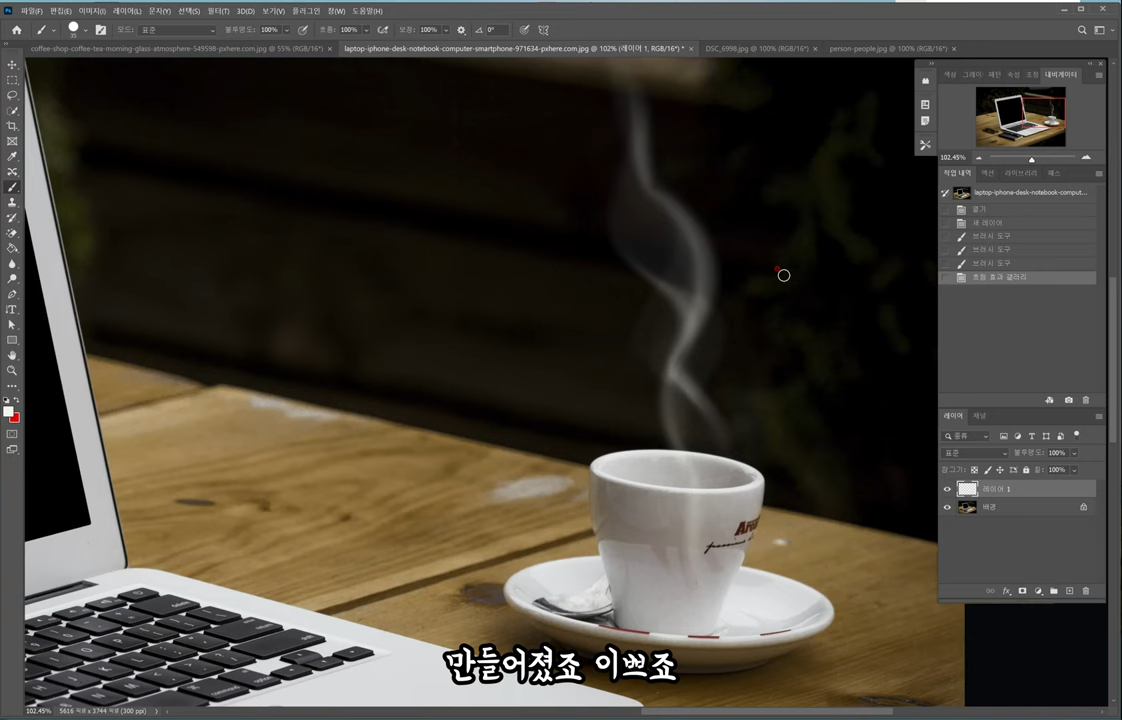 파일(F) 편집(E) 이미지(I) 레이어(L) 문자(Y) 선택(S) 필터(T) 3D(D) 보기(V) 플러그인 창(W) 도움말(H)
35 모드: 표준 불투명도: 100% 흐름: 100% 보정: 100% 0°
coffee-shop-coffee-tea-morning-glass-atmosphere-549598-pxhere.com.jpg @ 55% (RGB/16*) ×
laptop-iphone-desk-notebook-computer-smartphone-971634-pxhere.com.jpg @ 102% (레이어 1, RGB/16*) * ×
DSC_6998.jpg @ 100% (RGB/16*) ×
person-people.jpg @ 100% (RGB/16*) ×
색상 그레이 패턴 속성 조정 내비게이터
102.45%
작업 내역 액션 라이브러리 패스
laptop-iphone-desk-notebook-comput...
열기
새 레이어
브러시 도구
브러시 도구
브러시 도구
흐림 효과 갤러리
레이어 채널
종류
표준 불투명도: 100%
잠그기: 칠: 100%
레이어 1
배경
만들어졌죠 이쁘죠
102.45% 5616 픽셀 x 3744 픽셀 (300 ppi)